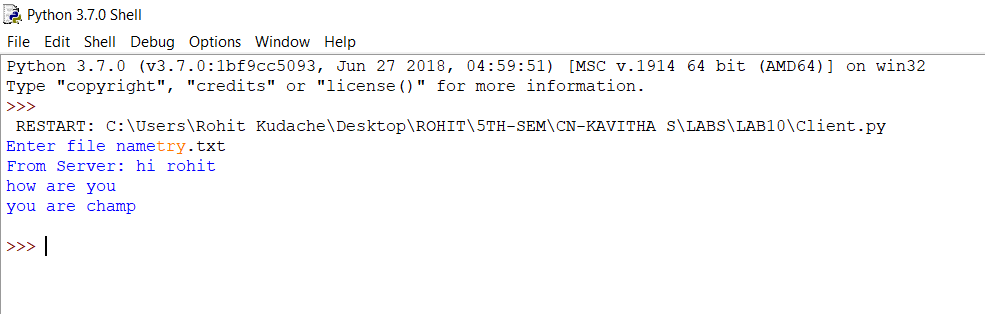 Python 3.7.0 Shell
File Edit Shell Debug Options Window Help
Python 3.7.0 (v3.7.0:1bf9cc5093, Jun 27 2018, 04:59:51) [MSC v.1914 64 bit (AMD64)] on win32
Type "copyright", "credits" or "license()" for more information.
>>>
RESTART: C:\Users\Rohit Kudache\Desktop\ROHIT\5TH-SEM\CN-KAVITHA S\LABS\LAB10\Client.py
Enter file nametry.txt
From Server: hi rohit
how are you
you are champ
>>>